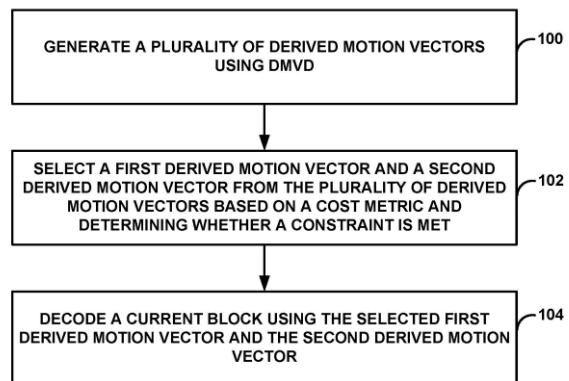 GENERATE A PLURALITY OF DERIVED MOTION VECTORS
USING DMVD
100
SELECT A FIRST DERIVED MOTION VECTOR AND A SECOND
DERIVED MOTION VECTOR FROM THE PLURALITY OF DERIVED
MOTION VECTORS BASED ON A COST METRIC AND
DETERMINING WHETHER A CONSTRAINT IS MET
102
DECODE A CURRENT BLOCK USING THE SELECTED FIRST
DERIVED MOTION VECTOR AND THE SECOND DERIVED MOTION
VECTOR
104